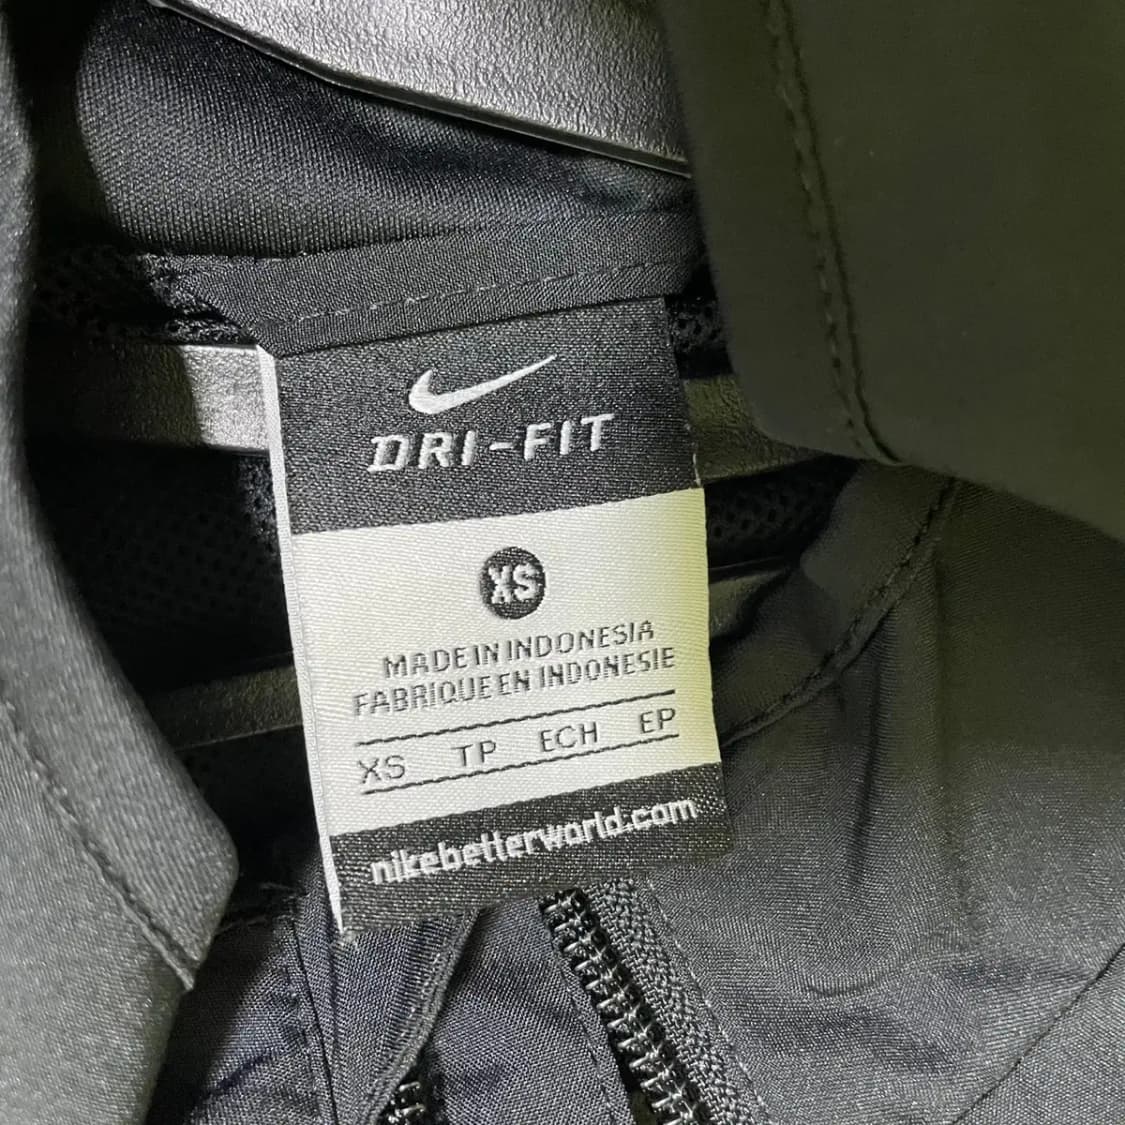 DRI-FIT
XS
MADE IN INDONESIA
FABRIQUE EN INDONESIE
XS TP ECH EP
nikebetterworld.com